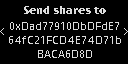 Send shares to
0xDad77910DbDFdE7
64fC21FCD4E74D71b
BACA6D8D